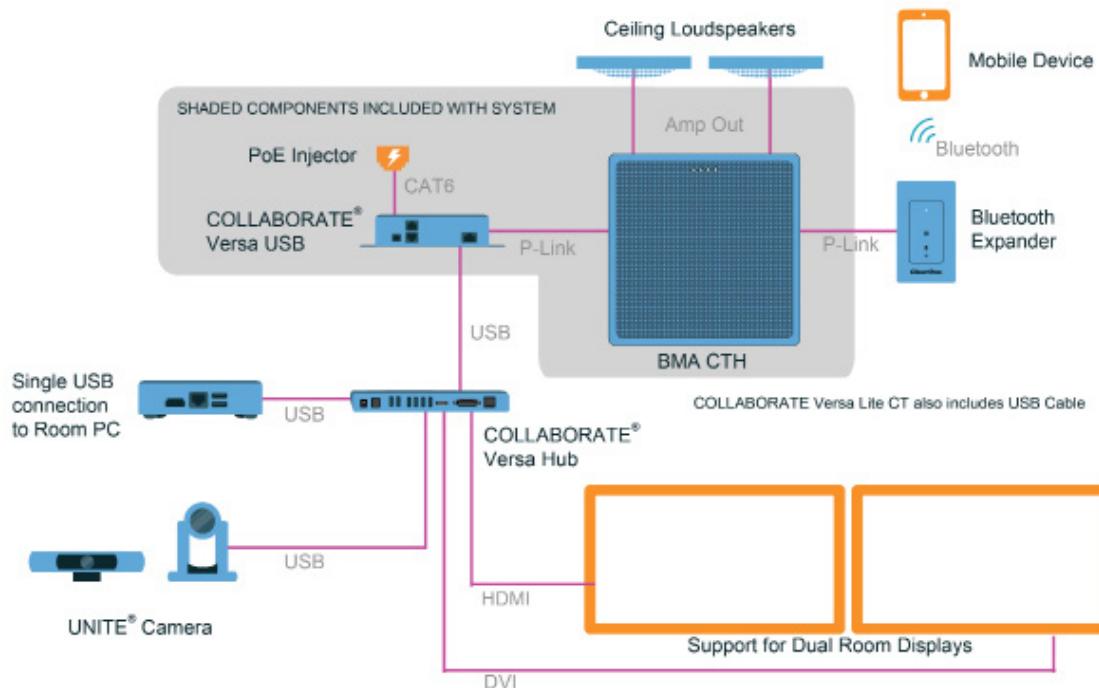 Ceiling Loudspeakers
Mobile Device
SHADED COMPONENTS INCLUDED WITH SYSTEM
Amp Out
PoE Injector
Bluetooth
CAT6
COLLABORATE®
Versa USB
P-Link
P-Link
Bluetooth
Expander
ClearOne
USB
BMA CTH
Single USB
connection
to Room PC
USB
COLLABORATE Versa Lite CT also includes USB Cable
COLLABORATE®
Versa Hub
USB
UNITE® Camera
HDMI
Support for Dual Room Displays
DVI